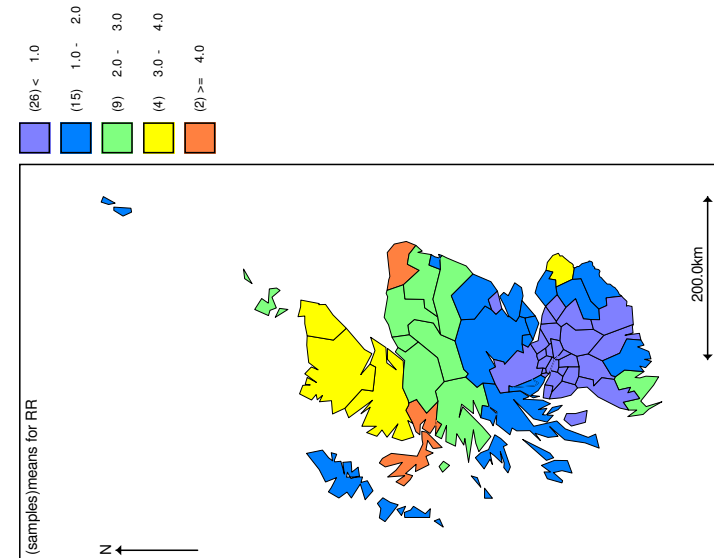 (26) < 1.0
(15) 1.0 - 2.0
(9) 2.0 - 3.0
(4) 3.0 - 4.0
(2) >= 4.0
(samples)means for RR
200.0km
N